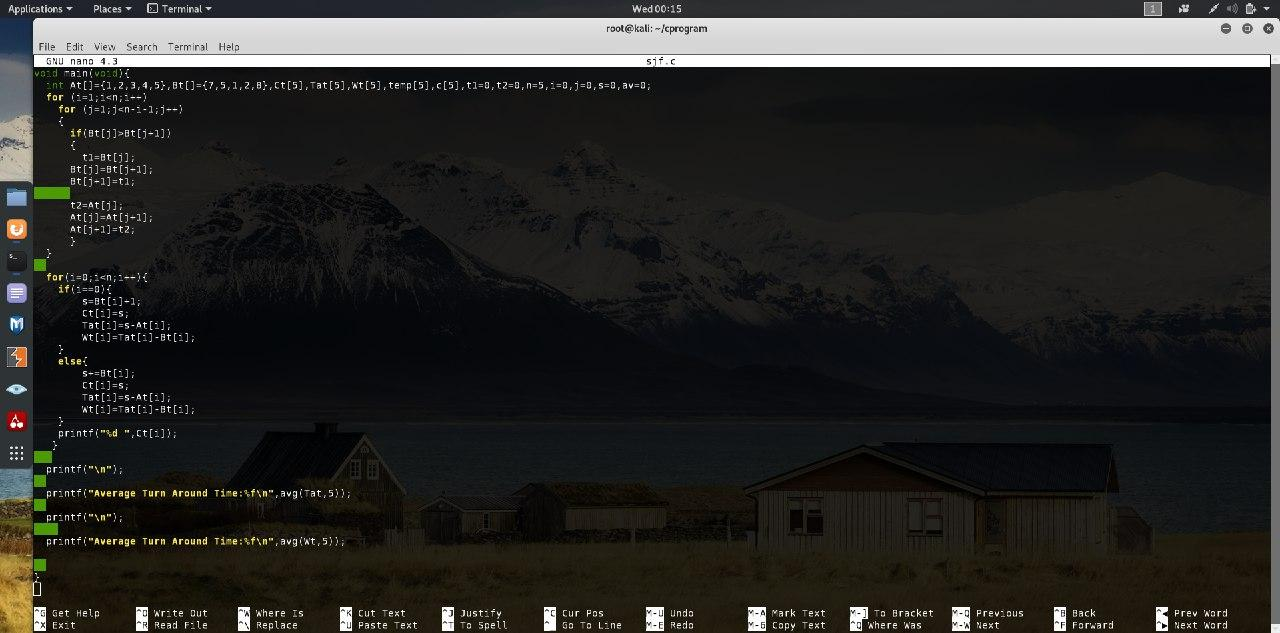 Applications Places Terminal Wed 00:15 1
root@kali: ~/cprogram
File Edit View Search Terminal Help
GNU nano 4.3 sjf.c
void main(void){
int At[]={1,2,3,4,5},Bt[]={7,5,1,2,8},Ct[5],Tat[5],Wt[5],temp[5],c[5],t1=0,t2=0,n=5,i=0,j=0,s=0,av=0;
for (i=1;i<n;i++)
for (j=1;j<n-i-1;j++)
{
if(Bt[j]>Bt[j+1])
{
t1=Bt[j];
Bt[j]=Bt[j+1];
Bt[j+1]=t1;
t2=At[j];
At[j]=At[j+1];
At[j+1]=t2;
}
}
for(i=0;i<n;i++){
if(i==0){
s=Bt[i]+1;
Ct[i]=s;
Tat[i]=s-At[i];
Wt[i]=Tat[i]-Bt[i];
}
else{
s+=Bt[i];
Ct[i]=s;
Tat[i]=s-At[i];
Wt[i]=Tat[i]-Bt[i];
}
printf("%d ",Ct[i]);
}
printf("\n");
printf("Average Turn Around Time:%f\n",avg(Tat,5));
printf("\n");
printf("Average Turn Around Time:%f\n",avg(Wt,5));
}
^G Get Help ^O Write Out ^W Where Is ^K Cut Text ^J Justify ^C Cur Pos M-U Undo M-A Mark Text M-] To Bracket M-Q Previous ^B Back ^◀ Prev Word
^X Exit ^R Read File ^\ Replace ^U Paste Text ^T To Spell ^_ Go To Line M-E Redo M-6 Copy Text ^Q Where Was M-W Next ^F Forward ^▶ Next Word